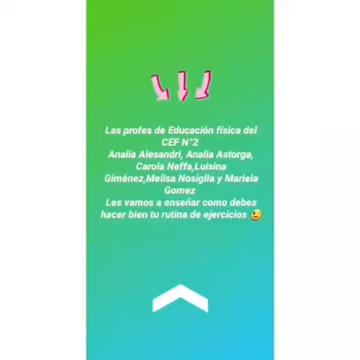 Las profes de Educación física del
CEF N°2
Analia Alesandri, Analia Astorga,
Carola Neffa,Luisina
Giménez,Melisa Nosiglia y Mariela
Gomez
Les vamos a enseñar como debes
hacer bien tu rutina de ejercicios 😉